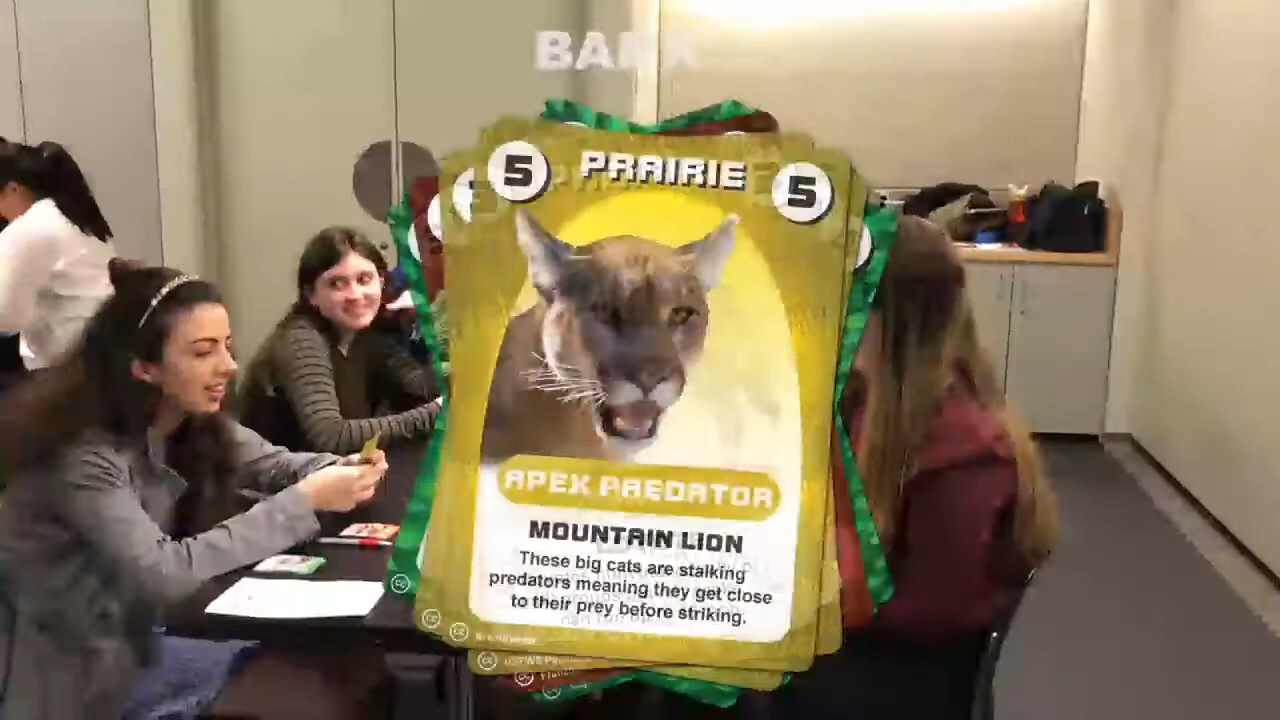 BANK
5 PRAIRIE 5
APEX PREDATOR
MOUNTAIN LION
These big cats are stalking
predators meaning they get close
to their prey before striking.